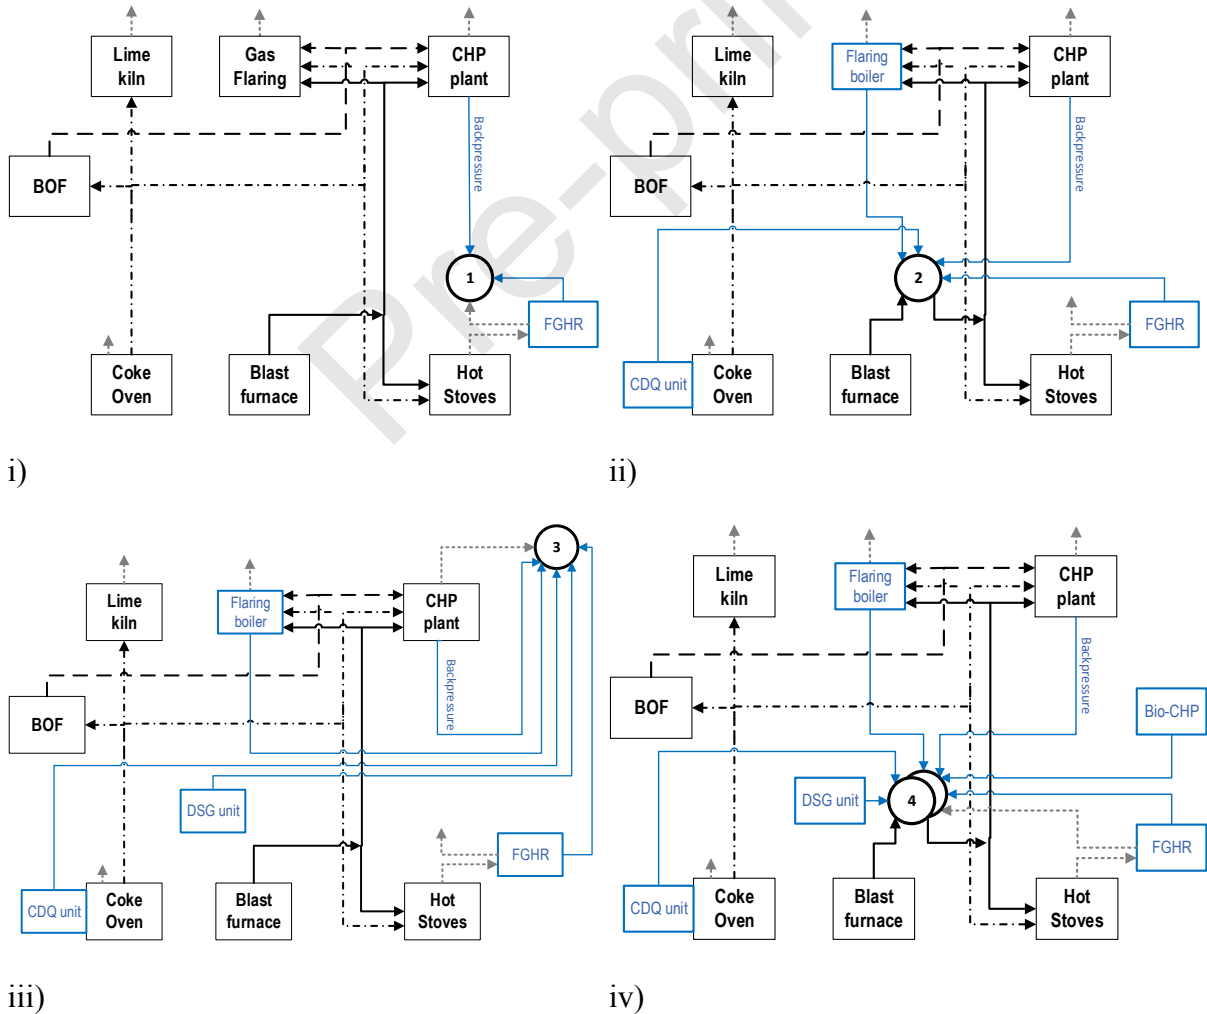 Lime
kiln
Gas
Flaring
CHP
plant
Backpressure
BOF
1
FGHR
Coke
Oven
Blast
furnace
Hot
Stoves
i)
Lime
kiln
Flaring
boiler
CHP
plant
Backpressure
BOF
2
FGHR
CDQ unit
Coke
Oven
Blast
furnace
Hot
Stoves
ii)
3
Lime
kiln
Flaring
boiler
CHP
plant
Backpressure
BOF
DSG unit
FGHR
CDQ unit
Coke
Oven
Blast
furnace
Hot
Stoves
iii)
Lime
kiln
Flaring
boiler
CHP
plant
Backpressure
BOF
Bio-CHP
DSG unit
4
FGHR
CDQ unit
Coke
Oven
Blast
furnace
Hot
Stoves
iv)
Pre-pri